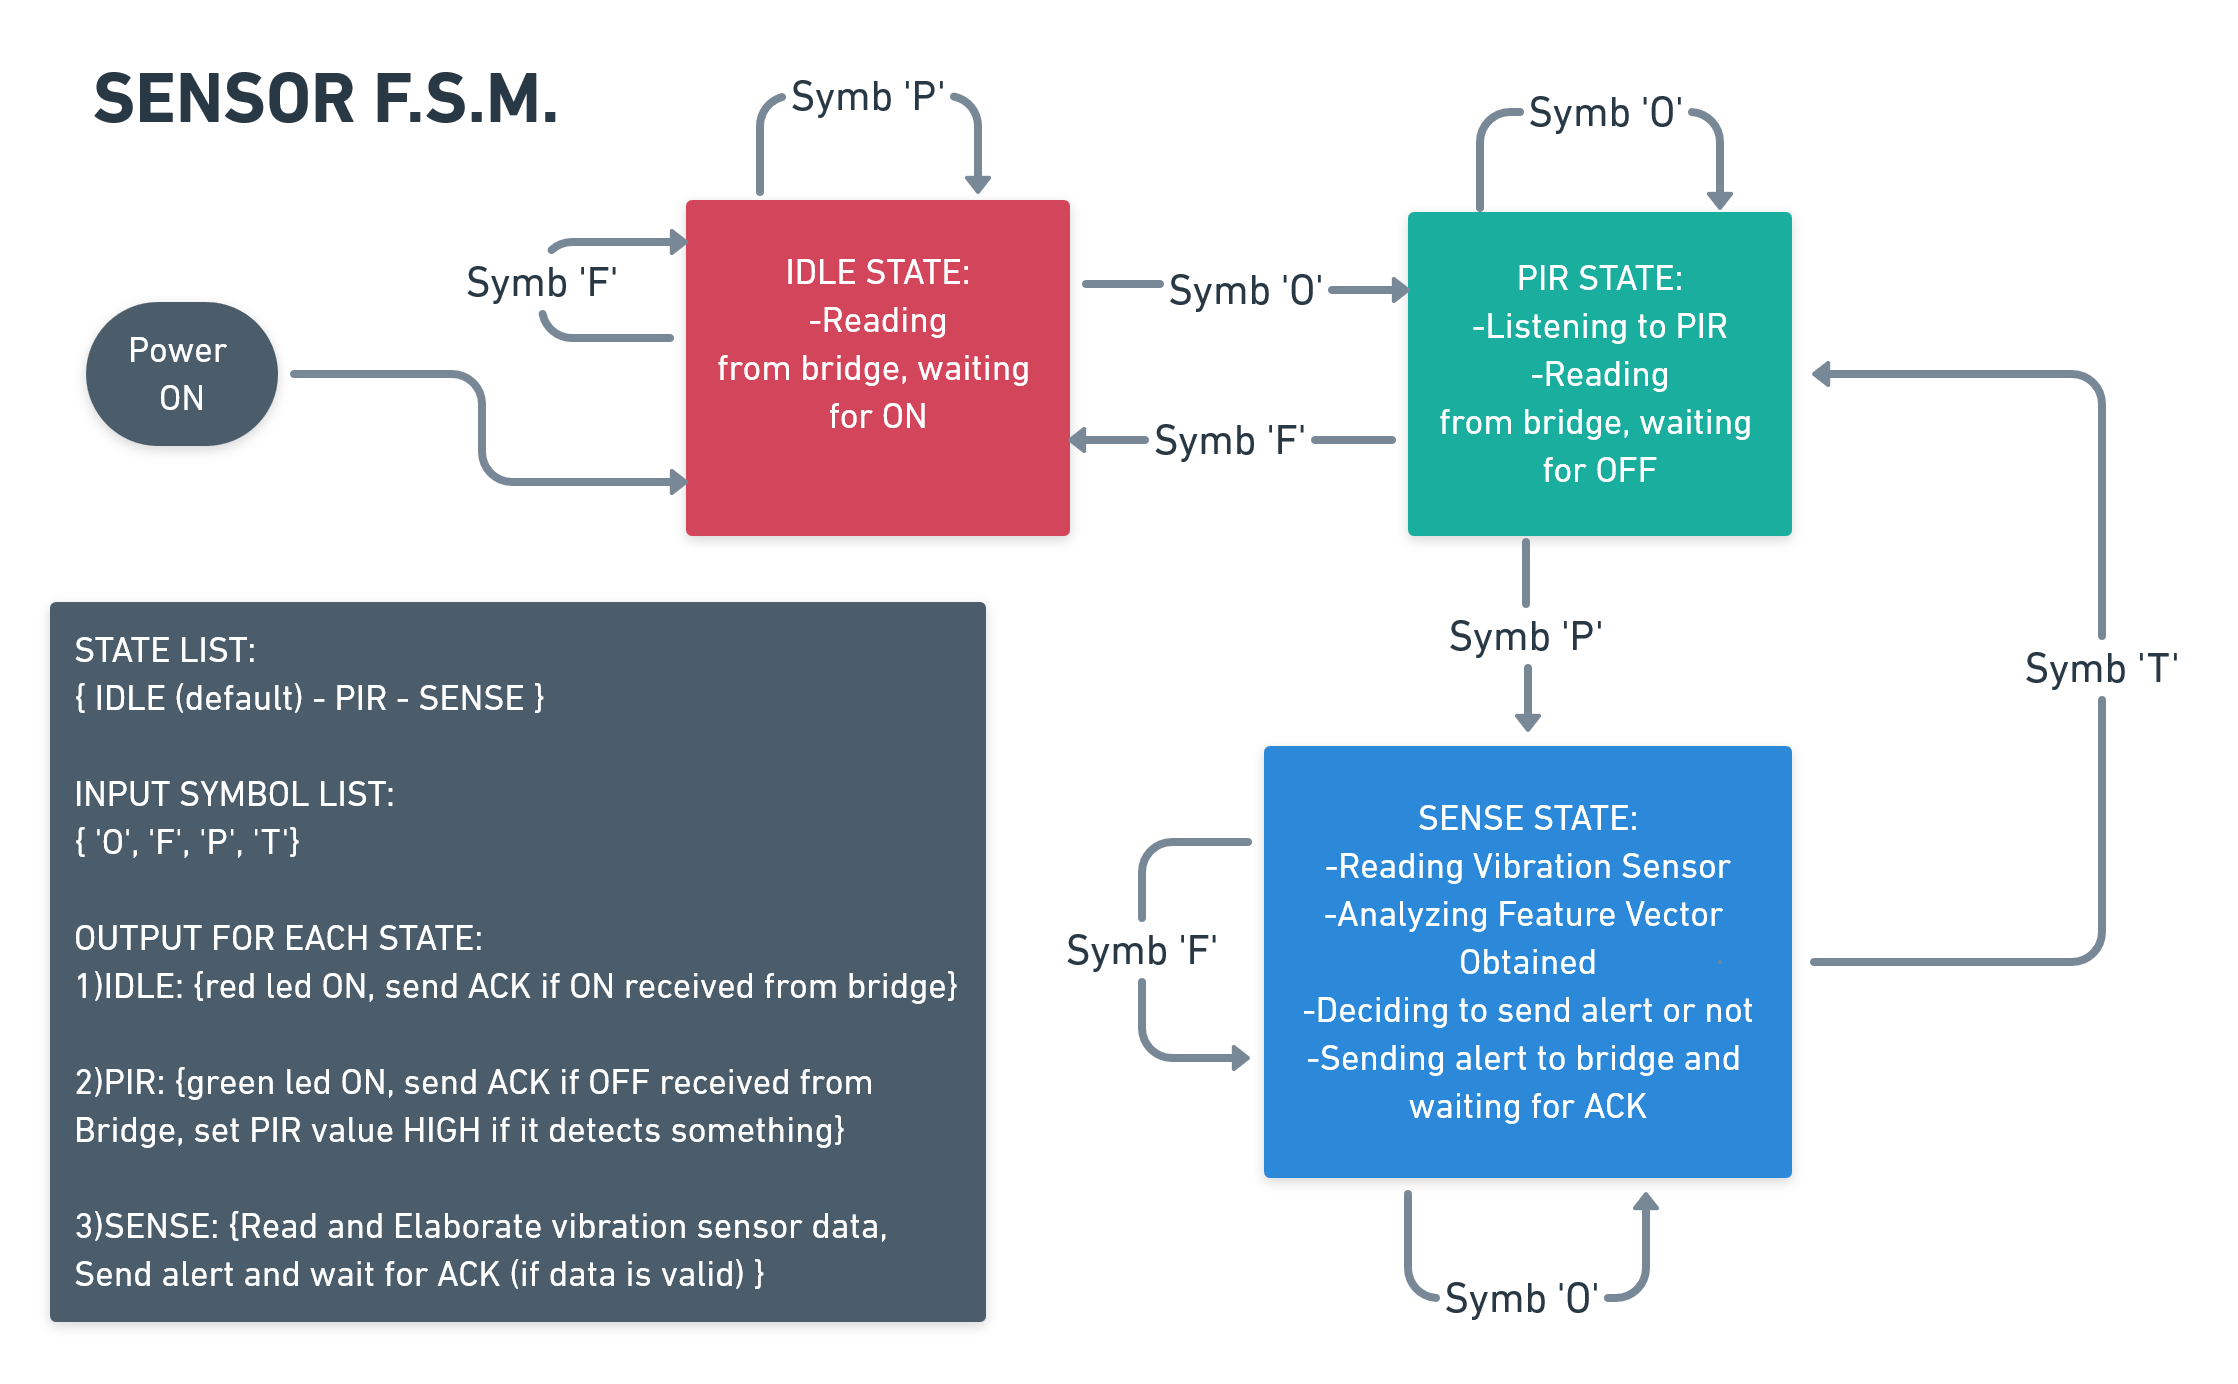 SENSOR F.S.M.
Symb 'P'
Symb 'O'
Symb 'F'
Power
ON
IDLE STATE:
-Reading
from bridge, waiting
for ON
Symb 'O'
Symb 'F'
PIR STATE:
-Listening to PIR
-Reading
from bridge, waiting
for OFF
Symb 'P'
Symb 'T'
STATE LIST:
{ IDLE (default) - PIR - SENSE }
INPUT SYMBOL LIST:
{ 'O', 'F', 'P', 'T'}
OUTPUT FOR EACH STATE:
1)IDLE: {red led ON, send ACK if ON received from bridge}
2)PIR: {green led ON, send ACK if OFF received from
Bridge, set PIR value HIGH if it detects something}
3)SENSE: {Read and Elaborate vibration sensor data,
Send alert and wait for ACK (if data is valid) }
Symb 'F'
SENSE STATE:
-Reading Vibration Sensor
-Analyzing Feature Vector
Obtained
-Deciding to send alert or not
-Sending alert to bridge and
waiting for ACK
Symb 'O'